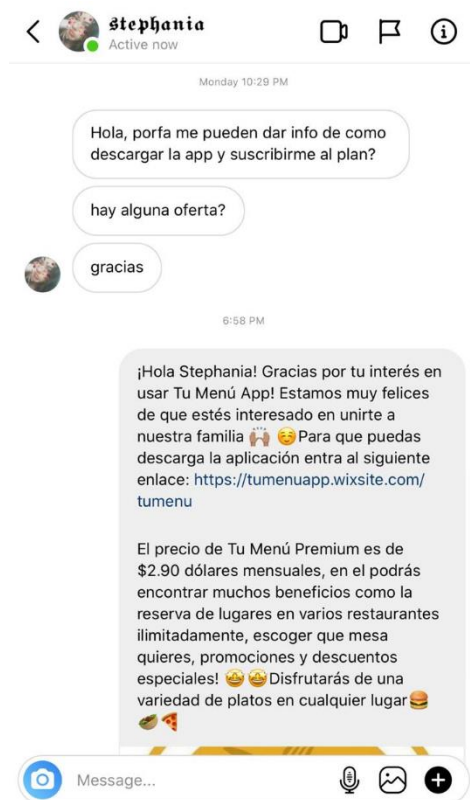 𝖘𝖙𝖊𝖕𝖍𝖆𝖓𝖎𝖆
Active now
Monday 10:29 PM
Hola, porfa me pueden dar info de como
descargar la app y suscribirme al plan?
hay alguna oferta?
gracias
6:58 PM
¡Hola Stephania! Gracias por tu interés en
usar Tu Menú App! Estamos muy felices
de que estés interesado en unirte a
nuestra familia 🙌🏽 ☺️Para que puedas
descarga la aplicación entra al siguiente
enlace: https://tumenuapp.wixsite.com/
tumenu
El precio de Tu Menú Premium es de
$2.90 dólares mensuales, en el podrás
encontrar muchos beneficios como la
reserva de lugares en varios restaurantes
ilimitadamente, escoger que mesa
quieres, promociones y descuentos
especiales! 🤩🤩Disfrutarás de una
variedad de platos en cualquier lugar🍔
🥙🍕
Message...